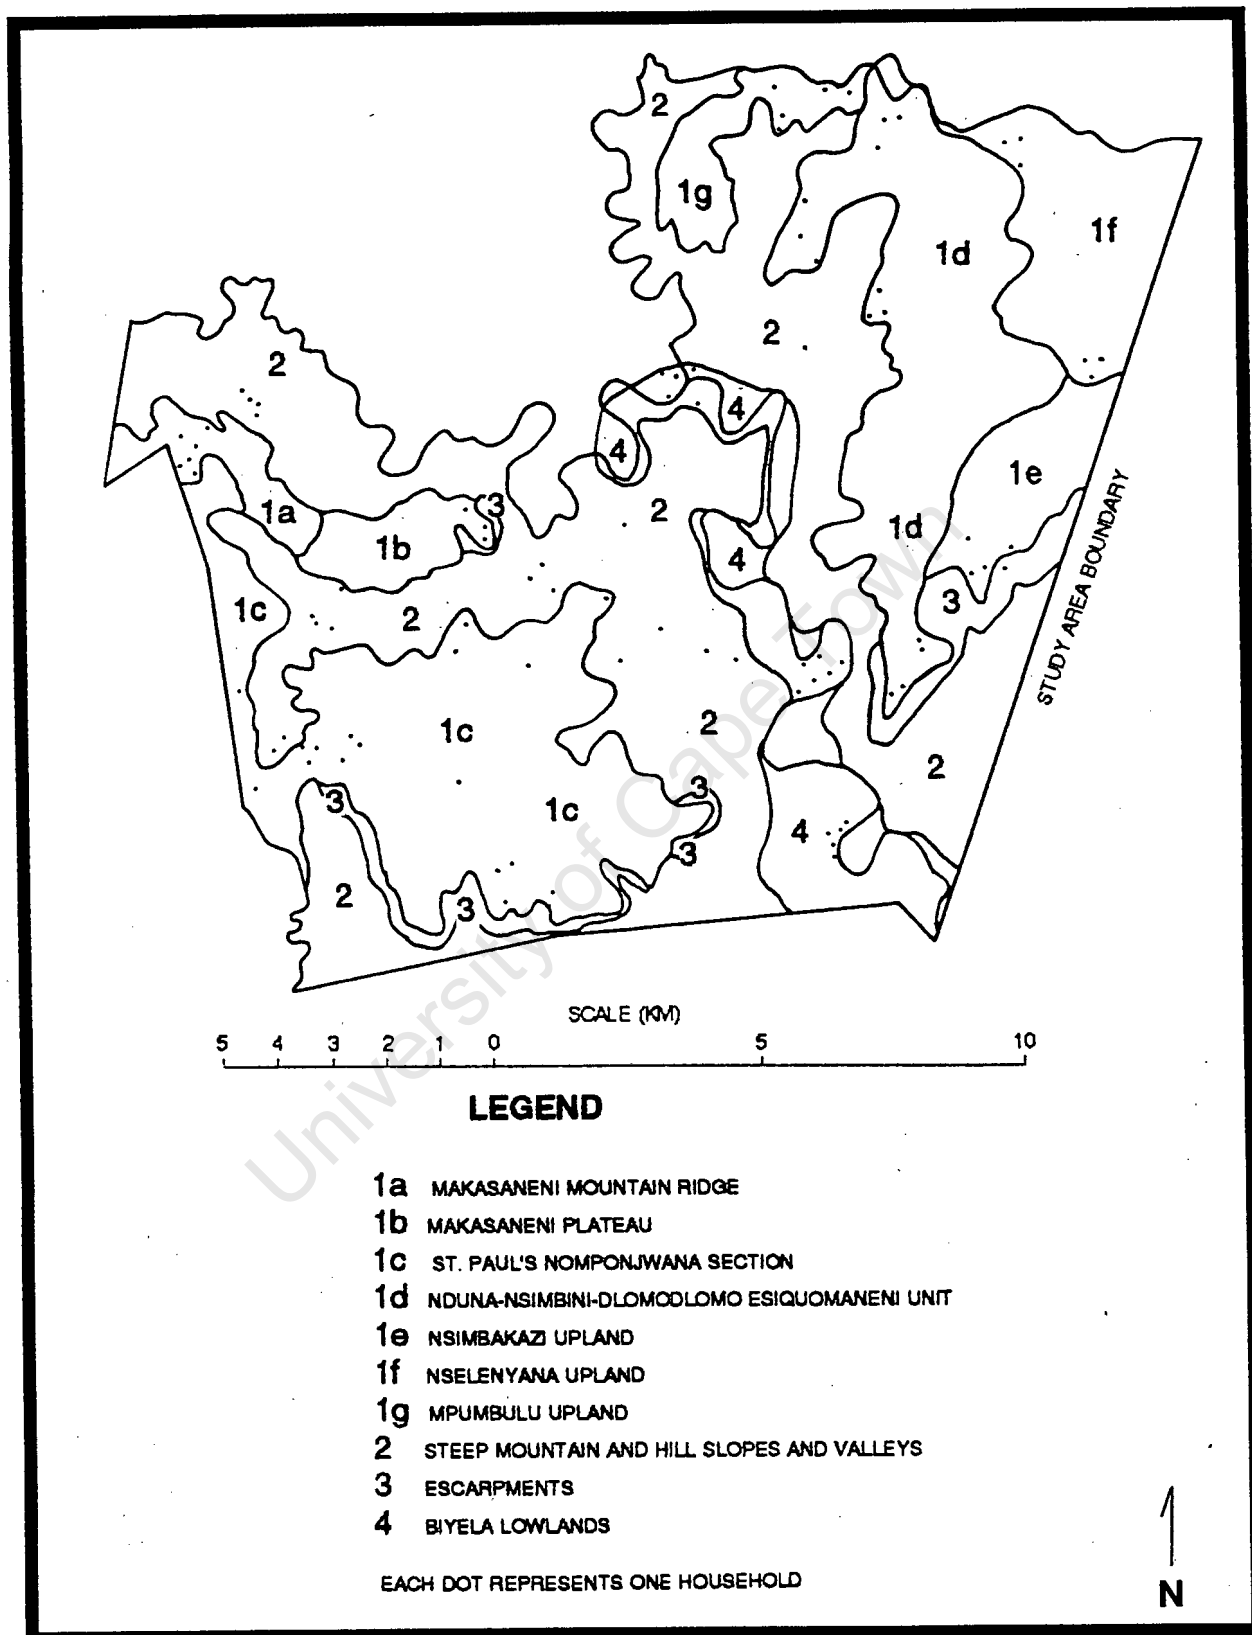 2
1g
1d
1f
2
2
4
4
1e
3
1a
2
1b
1d
4
1c
2
3
STUDY AREA BOUNDARY
1c
2
2
3
3
1c
4
3
2
3
University of Cape Town
SCALE (KM)
5 4 3 2 1 0 5 10
LEGEND
1a MAKASANENI MOUNTAIN RIDGE
1b MAKASANENI PLATEAU
1c ST. PAUL'S NOMPONJWANA SECTION
1d NDUNA-NSIMBINI-DLOMODLOMO ESIQUOMANENI UNIT
1e NSIMBAKAZI UPLAND
1f NSELENYANA UPLAND
1g MPUMBULU UPLAND
2 STEEP MOUNTAIN AND HILL SLOPES AND VALLEYS
3 ESCARPMENTS
4 BIYELA LOWLANDS
EACH DOT REPRESENTS ONE HOUSEHOLD
N